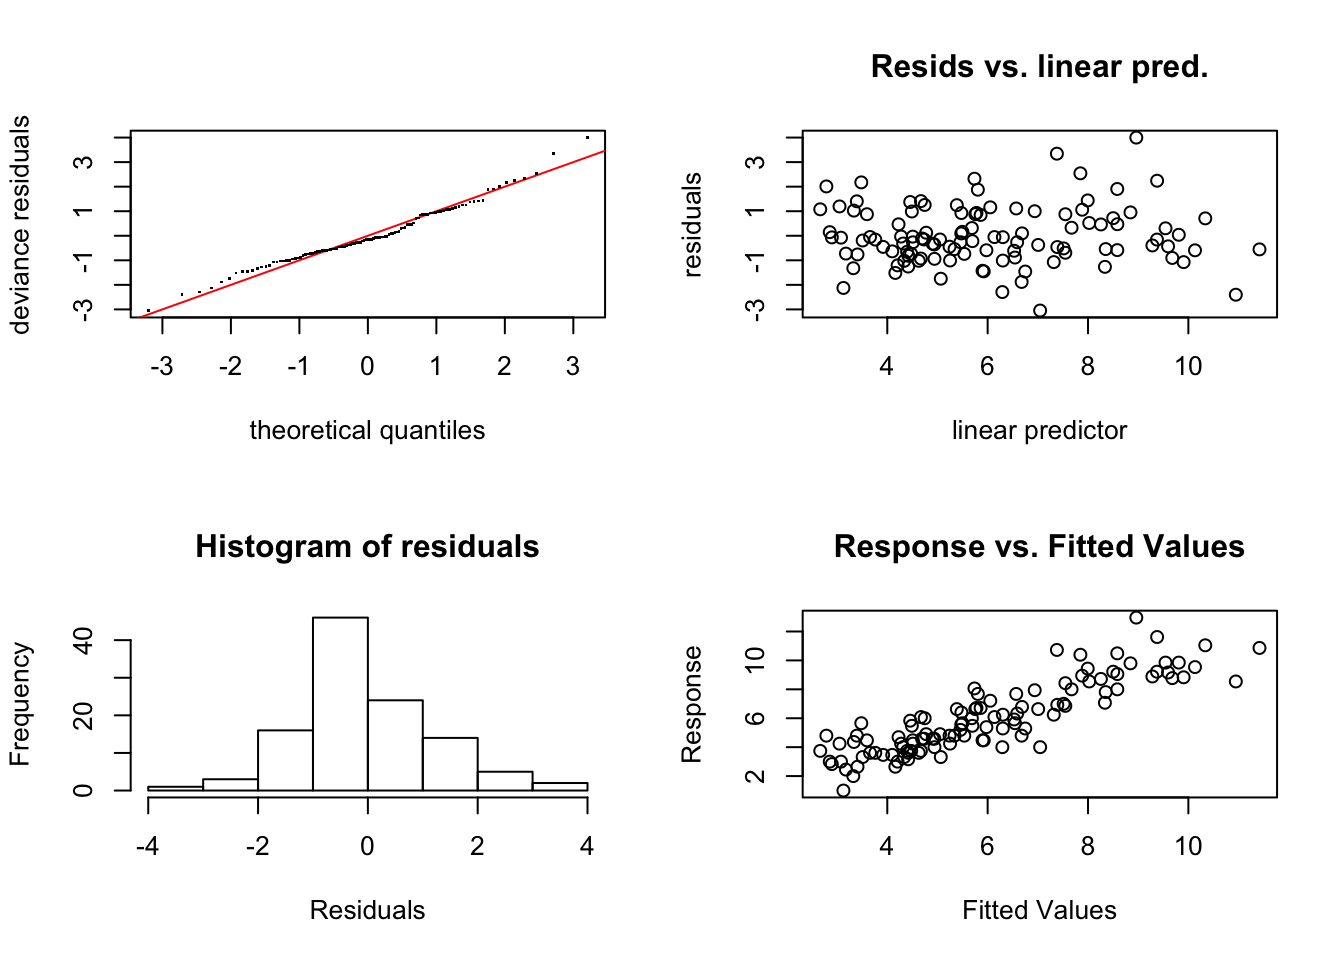 deviance residuals
3
1
-1
-3
-3 -2 -1 0 1 2 3
theoretical quantiles
Resids vs. linear pred.
residuals
3
1
-1
-3
4 6 8 10
linear predictor
Histogram of residuals
Frequency
40
20
0
-4 -2 0 2 4
Residuals
Response vs. Fitted Values
Response
10
6
2
4 6 8 10
Fitted Values